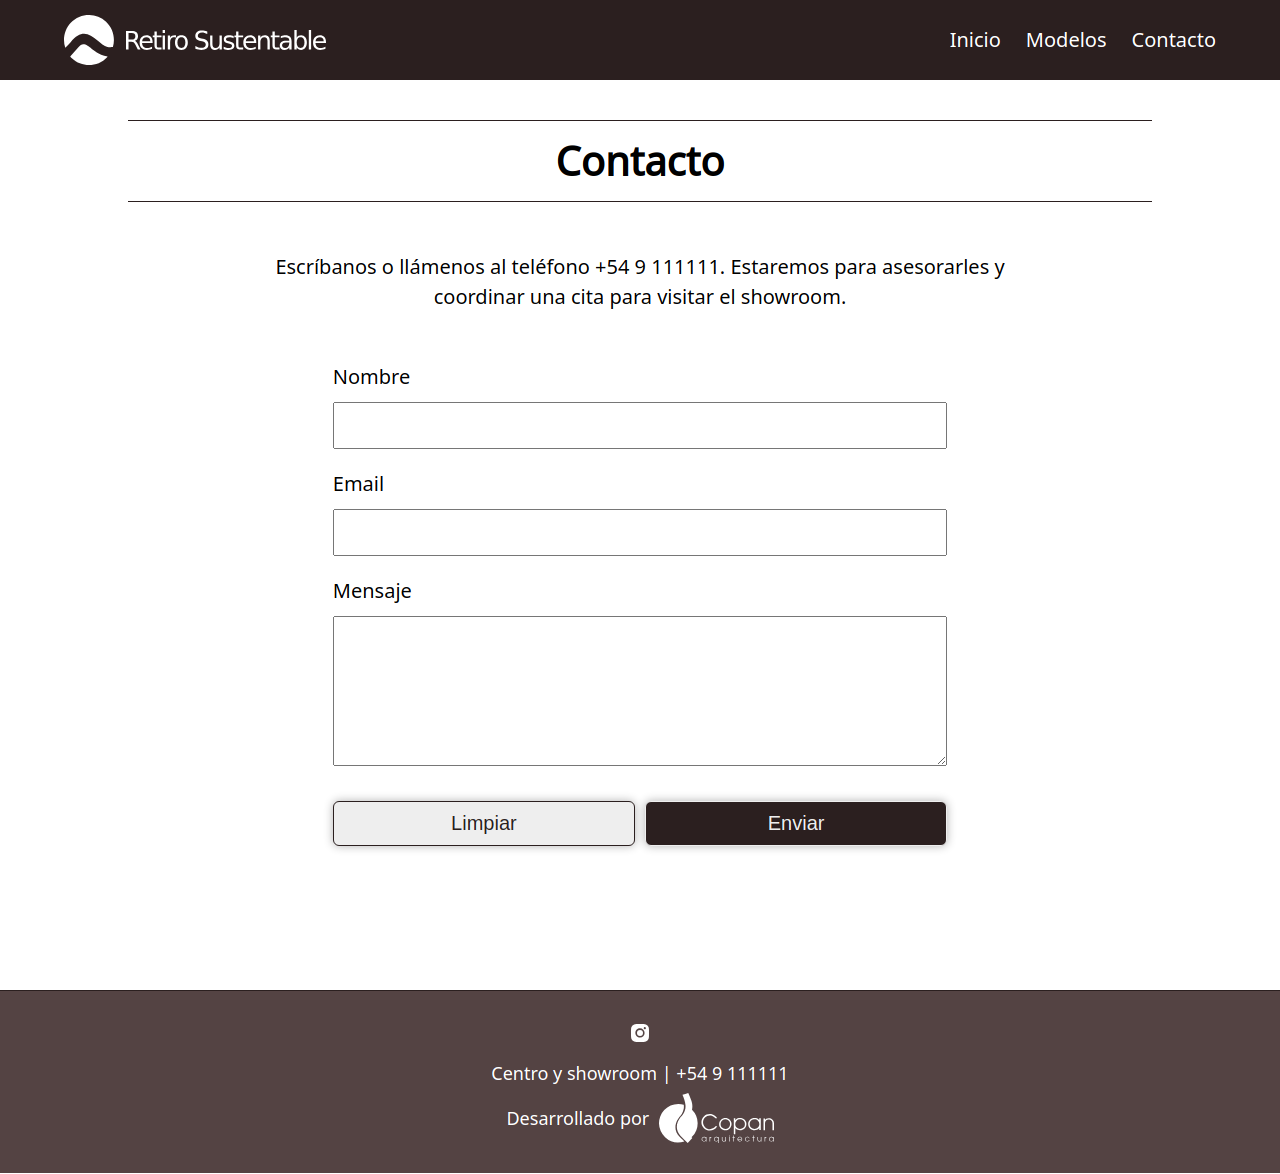 Retiro Sustentable
Inicio Modelos Contacto
Contacto
Escríbanos o llámenos al teléfono +54 9 111111. Estaremos para asesorarles y
coordinar una cita para visitar el showroom.
Nombre
Email
Mensaje
Limpiar Enviar
Centro y showroom | +54 9 111111
Desarrollado por Copan
arquitectura